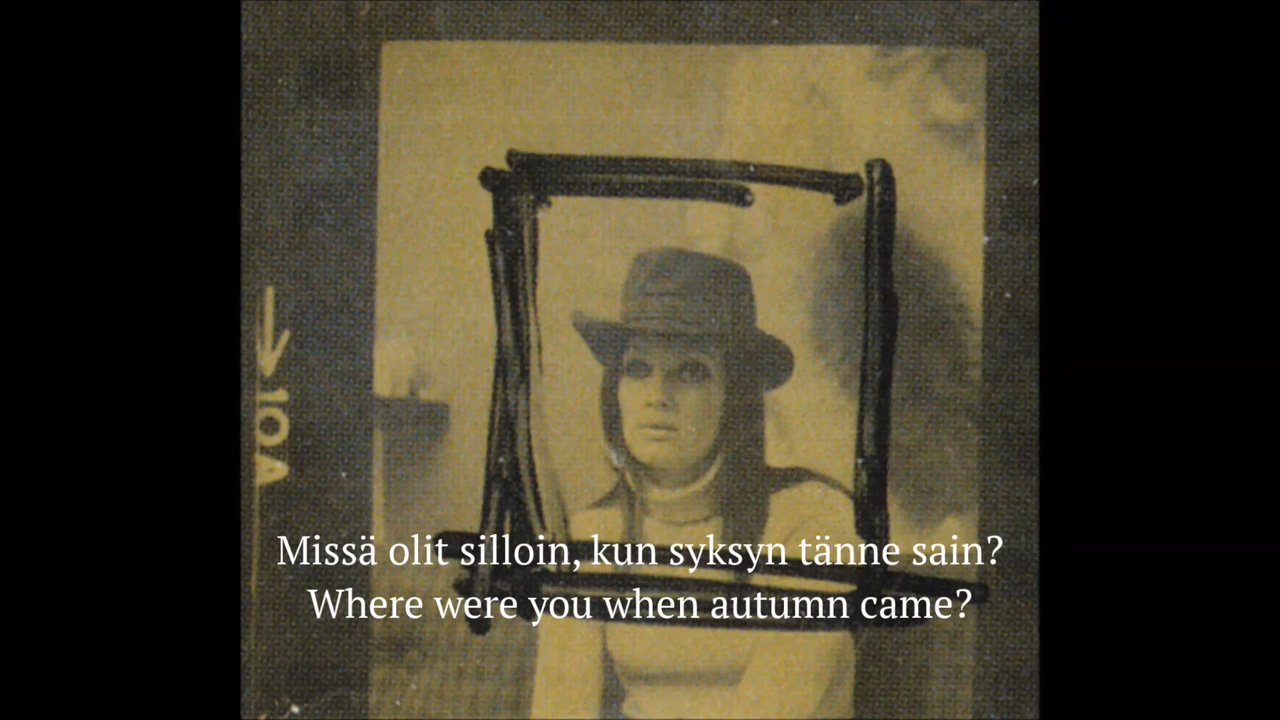 10A
Missä olit silloin, kun syksyn tänne sain?
Where were you when autumn came?